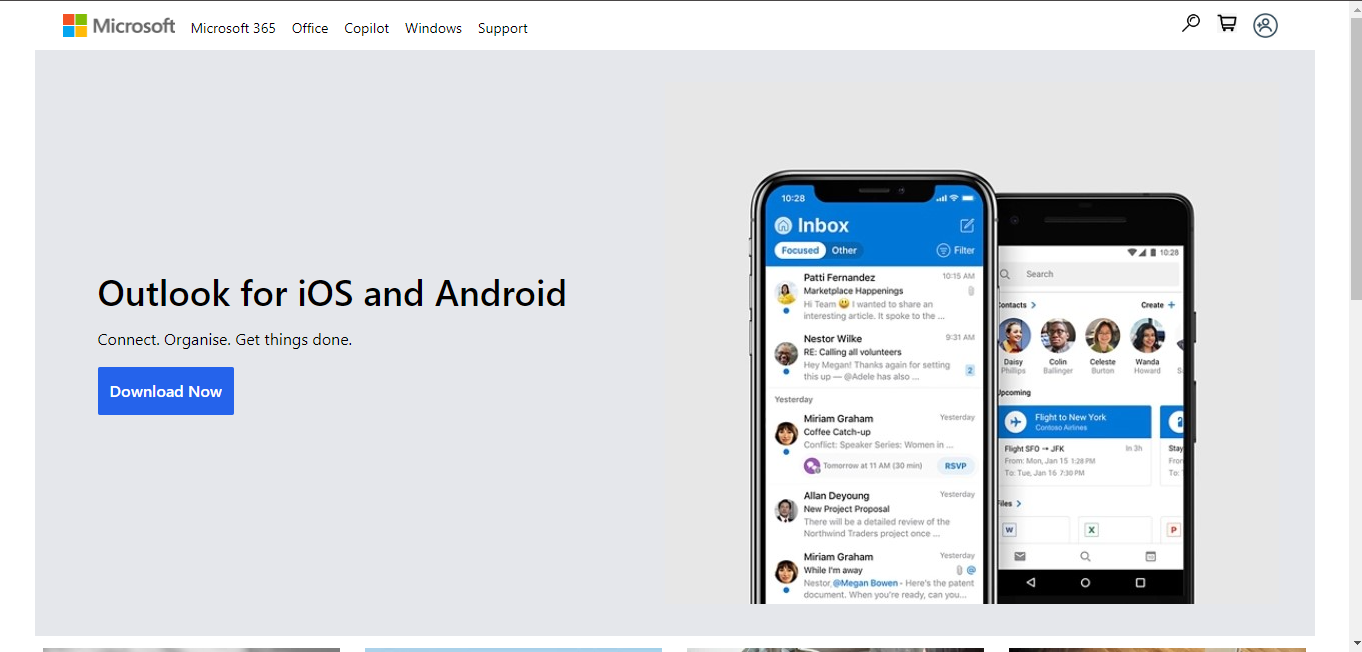 Microsoft Microsoft 365 Office Copilot Windows Support
Outlook for iOS and Android
Connect. Organise. Get things done.
Download Now
10:28
Inbox
Focused Other Filter
Patti Fernandez 10:15 AM
Marketplace Happenings
Hi Team 😀 I wanted to share an
interesting article. It spoke to the ...
Nestor Wilke 9:31 AM
RE: Calling all volunteers
Hey Megan! Thanks again for setting
this up — @Adele has also ... 2
Yesterday
Miriam Graham Yesterday
Coffee Catch-up
Conflict: Speaker Series: Women in ...
Tomorrow at 11 AM (30 min) RSVP
Allan Deyoung Yesterday
New Project Proposal
There will be a detailed review of the
Northwind Traders project once ...
Miriam Graham Yesterday
While I'm away @
Nestor, @Megan Bowen - Here's the patent
document. When you're ready, can you...
10:28
Search
Contacts > Create +
Daisy Colin Celeste Wanda
Phillips Ballinger Burton Howard S
Upcoming
Flight to New York
Contoso Airlines
Flight SFO → JFK In 3h Stay
From: Mon, Jan 15 1:28 PM From
To: Tue, Jan 16 7:30 PM To:
Files >
W X P